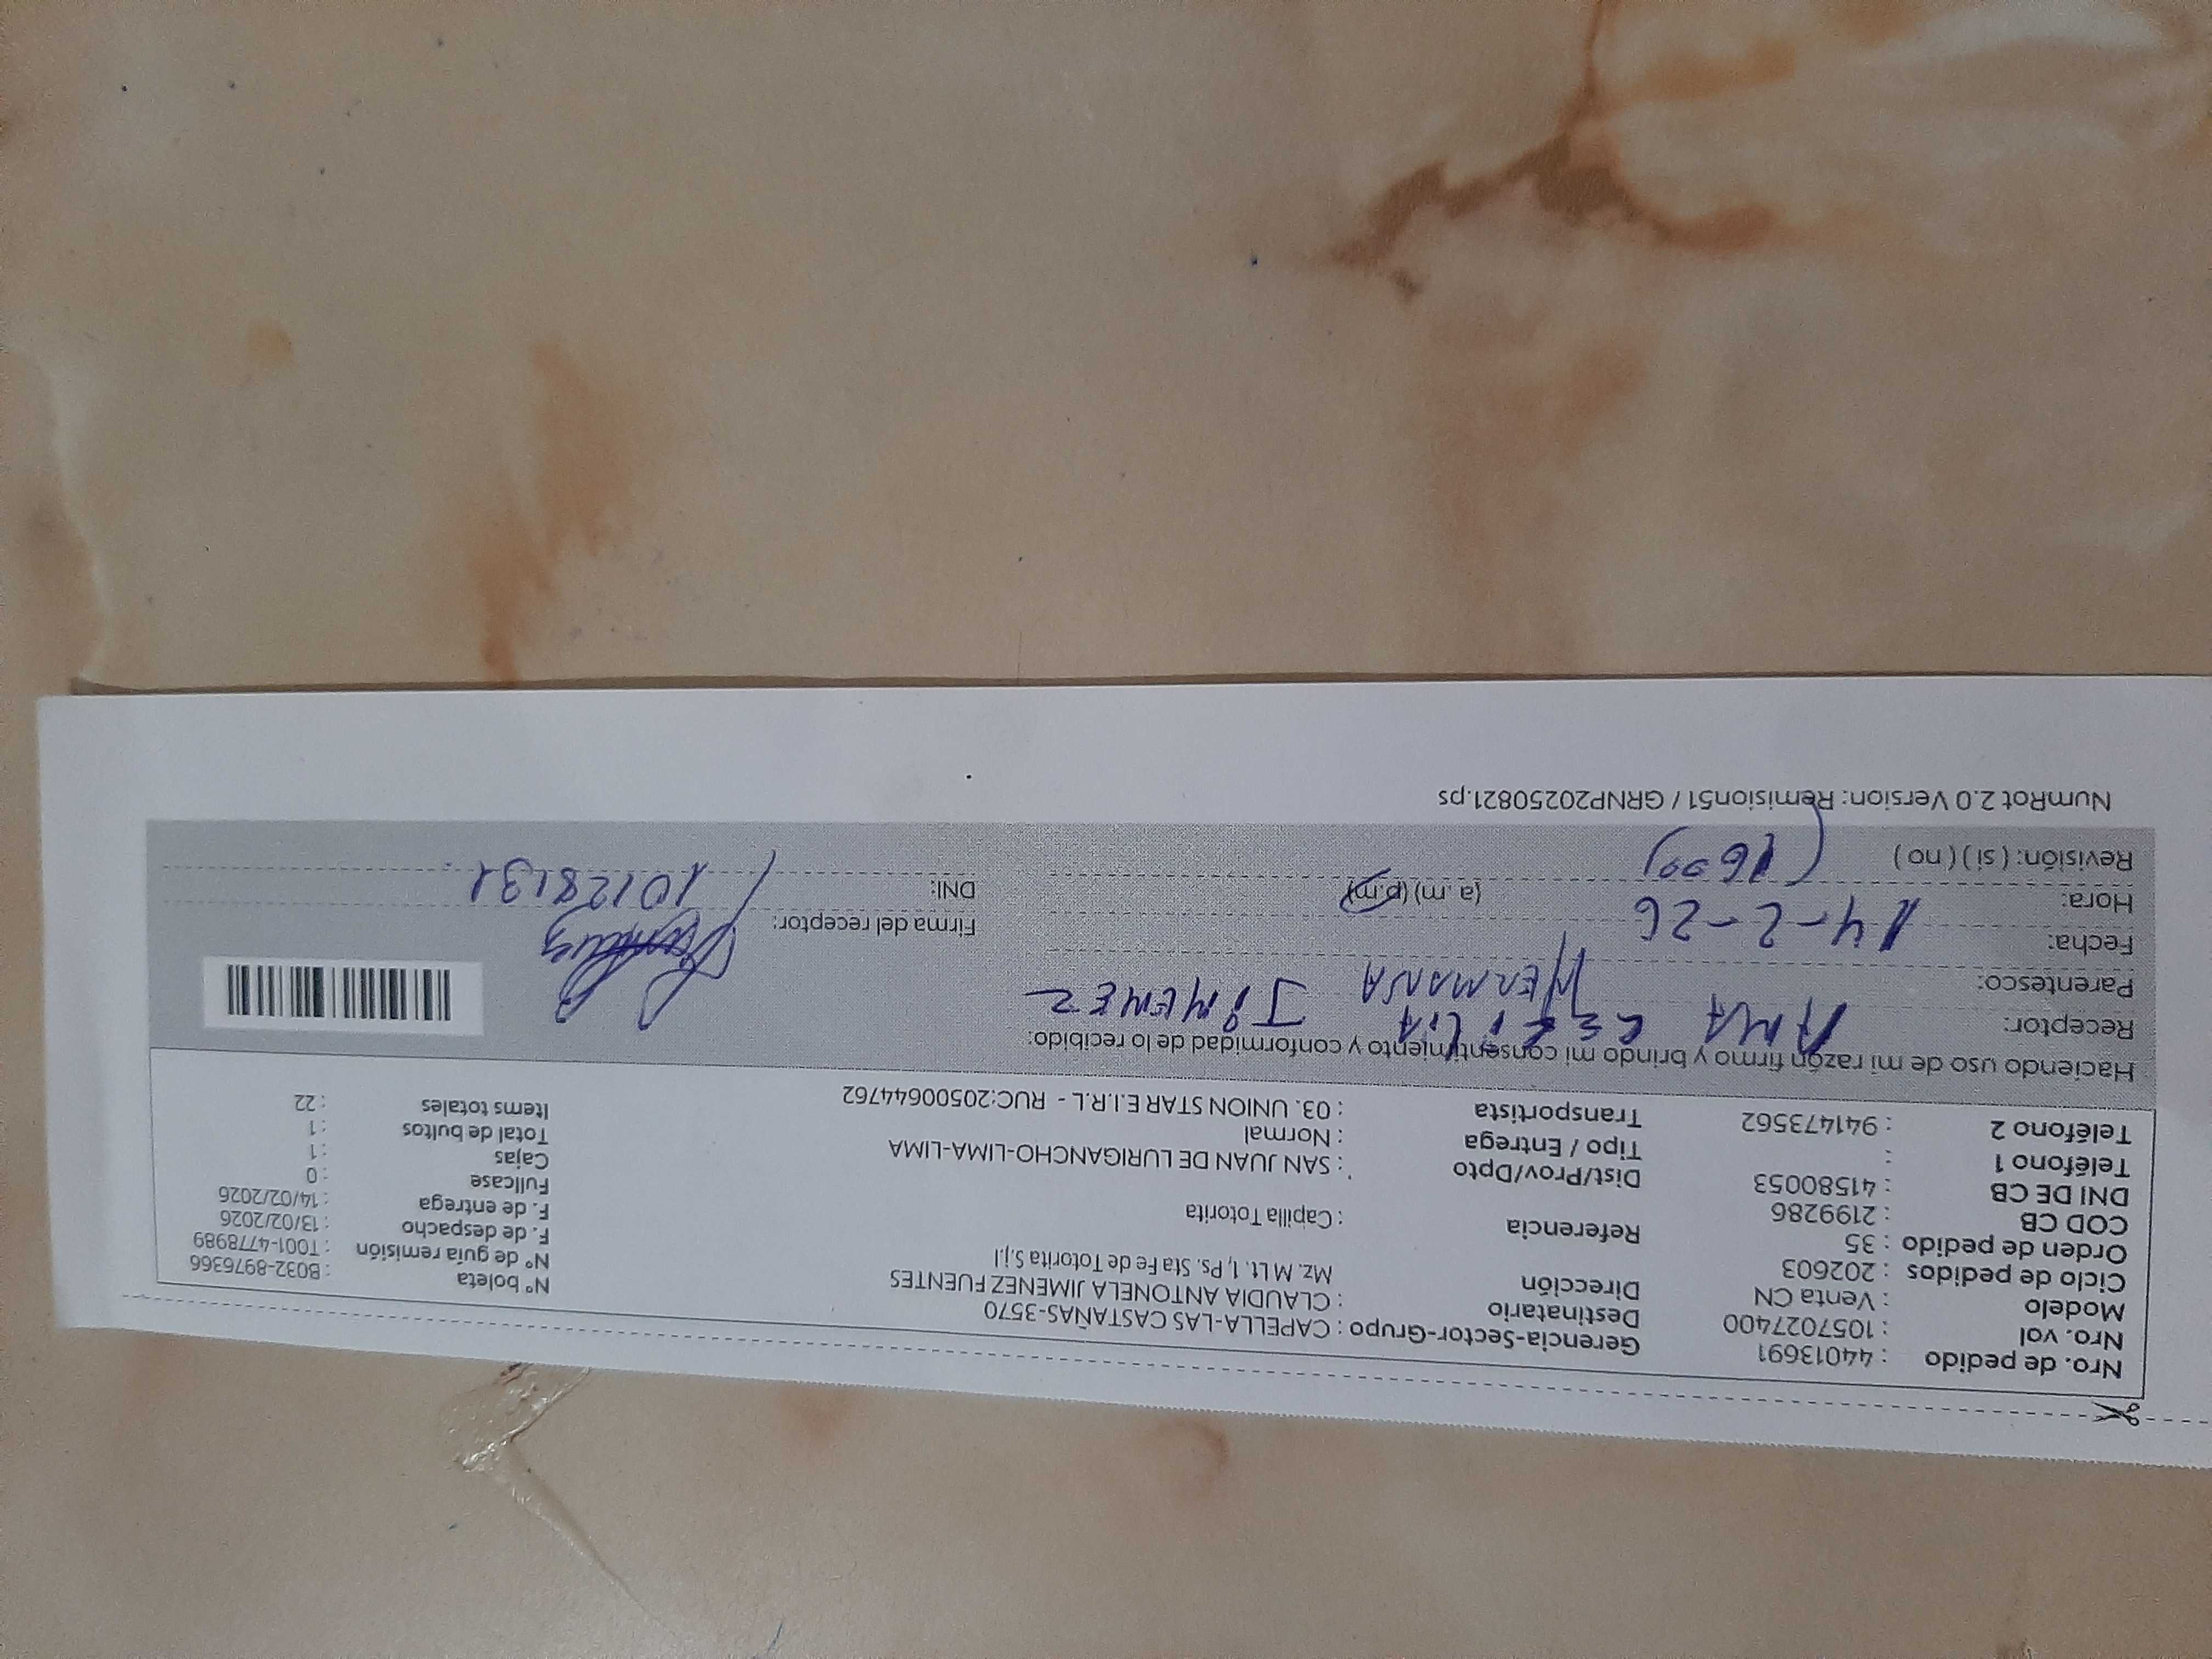 Nro. de pedido : 44013691
Nro. vol : 1057027400
Modelo : Venta CN
Ciclo de pedidos : 202603
Orden de pedido : 35
COD CB : 2199286
DNI DE CB : 41580053
Teléfono 1 :
Teléfono 2 : 941473562
Gerencia-Sector-Grupo : CAPELLA-LAS CASTAÑAS-3570
Destinatario : CLAUDIA ANTONELA JIMENEZ FUENTES
Dirección Mz. M Lt. 1, Ps. Sta Fe de Totorita S.j.l
Referencia : Capilla Totorita
Dist/Prov/Dpto : SAN JUAN DE LURIGANCHO-LIMA-LIMA
Tipo / Entrega : Normal
Transportista : 03. UNION STAR E.I.R.L - RUC:20500644762
N° boleta : B032-8976366
N° de guía remisión : T001-4778989
F. de despacho : 13/02/2026
F. de entrega : 14/02/2026
Fullcase : 0
Cajas : 1
Total de bultos : 1
Items totales : 22
Haciendo uso de mi razón firmo y brindo mi consentimiento y conformidad de lo recibido:
Receptor: ANA CECILIA JIMENEZ
Parentesco: HERMANA
Fecha: 14-2-26
Hora: (a. m) (p.m)
Revisión: ( si ) ( no ) (1600)
Firma del receptor:
DNI: 10128131
NumRot 2.0 Version: Remision51 / GRNP20250821.ps